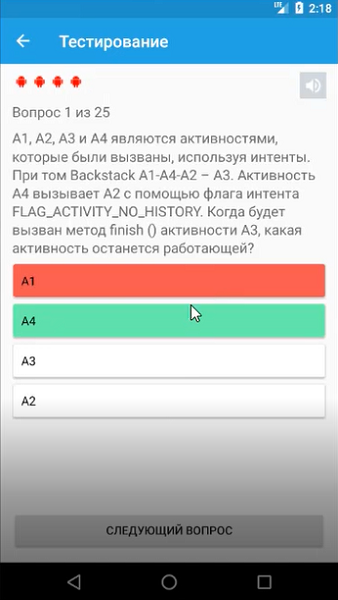 LTE 2:18
Тестирование
Вопрос 1 из 25
А1, А2, А3 и А4 являются активностями,
которые были вызваны, используя интенты.
При том Backstack А1-А4-А2 – А3. Активность
А4 вызывает А2 с помощью флага интента
FLAG_ACTIVITY_NO_HISTORY. Когда будет
вызван метод finish () активности А3, какая
активность останется работающей?
А1
А4
А3
А2
СЛЕДУЮЩИЙ ВОПРОС